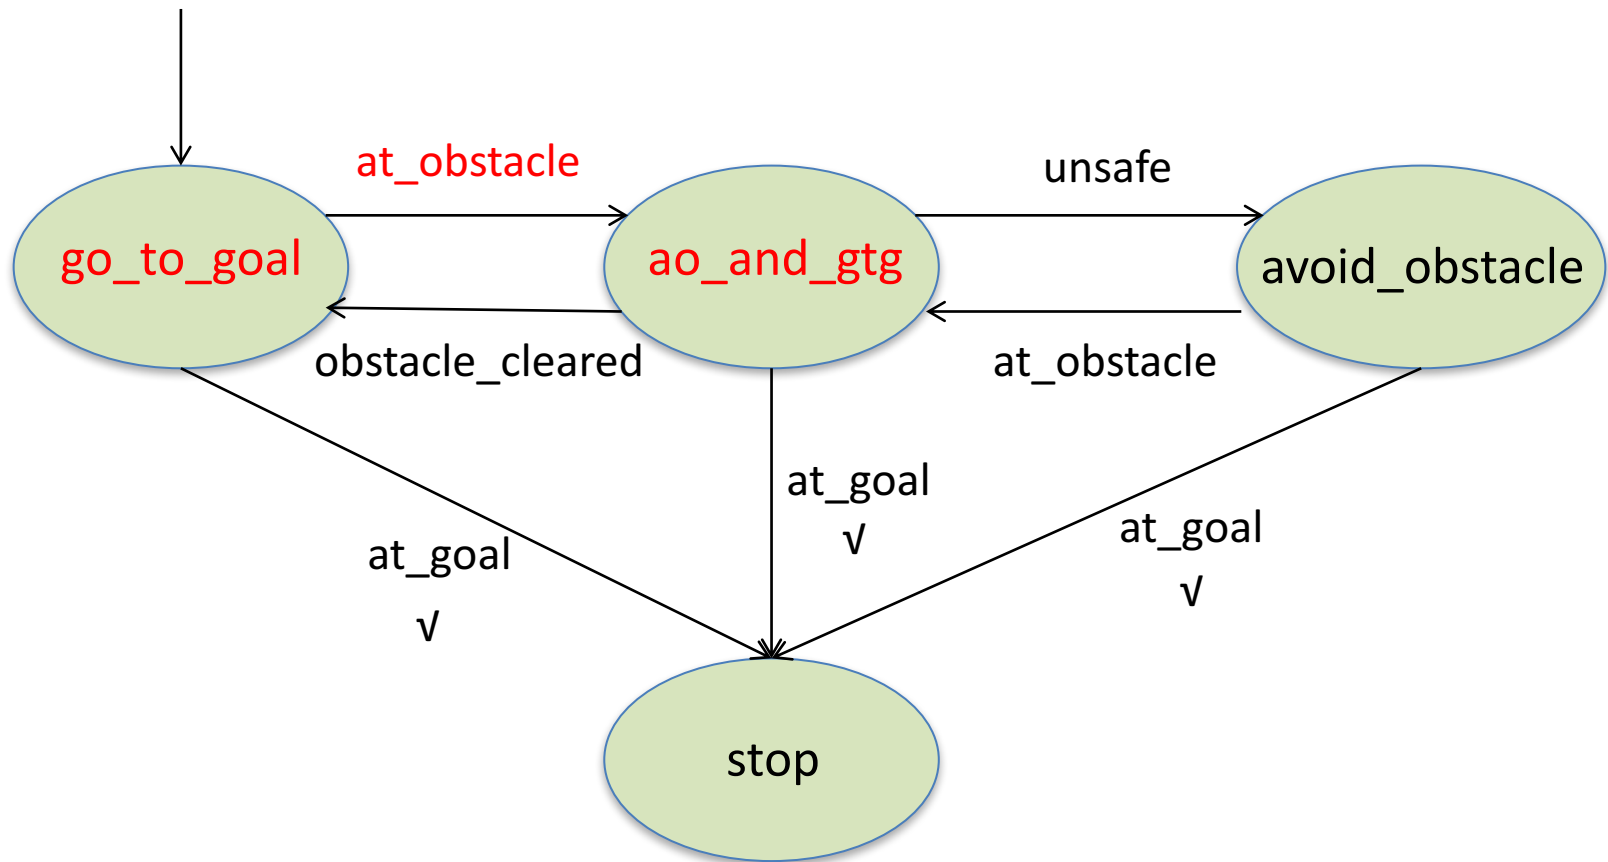 at_obstacle
unsafe
go_to_goal
ao_and_gtg
avoid_obstacle
obstacle_cleared
at_obstacle
at_goal
√
at_goal
√
at_goal
√
stop